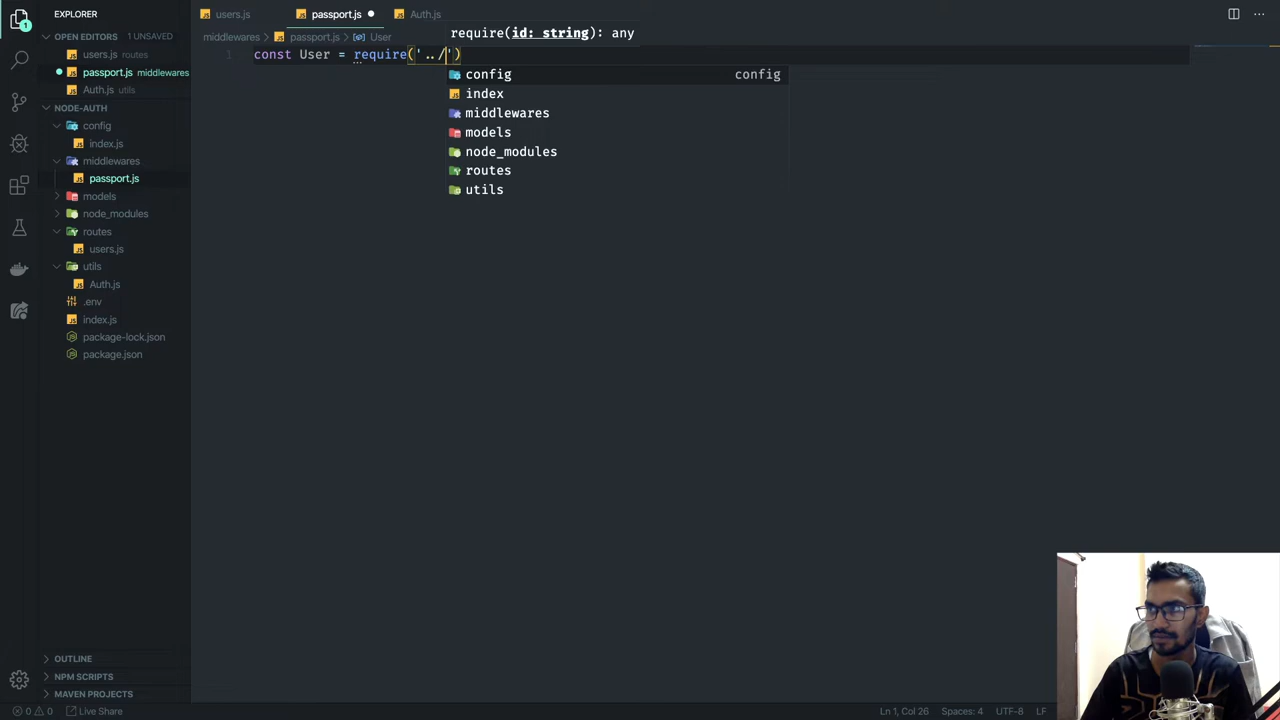 EXPLORER
users.js
passport.js
Auth.js
OPEN EDITORS
1 UNSAVED
users.js routes
passport.js middlewares
Auth.js utils
NODE-AUTH
config
index.js
middlewares
passport.js
models
node_modules
routes
users.js
utils
Auth.js
.env
index.js
package-lock.json
package.json
OUTLINE
NPM SCRIPTS
MAVEN PROJECTS
middlewares > passport.js > User
require(id: string): any
1 const User = require('../')
config config
index
middlewares
models
node_modules
routes
utils
1
0 0 Live Share
Ln 1, Col 26 Spaces: 4 UTF-8 LF